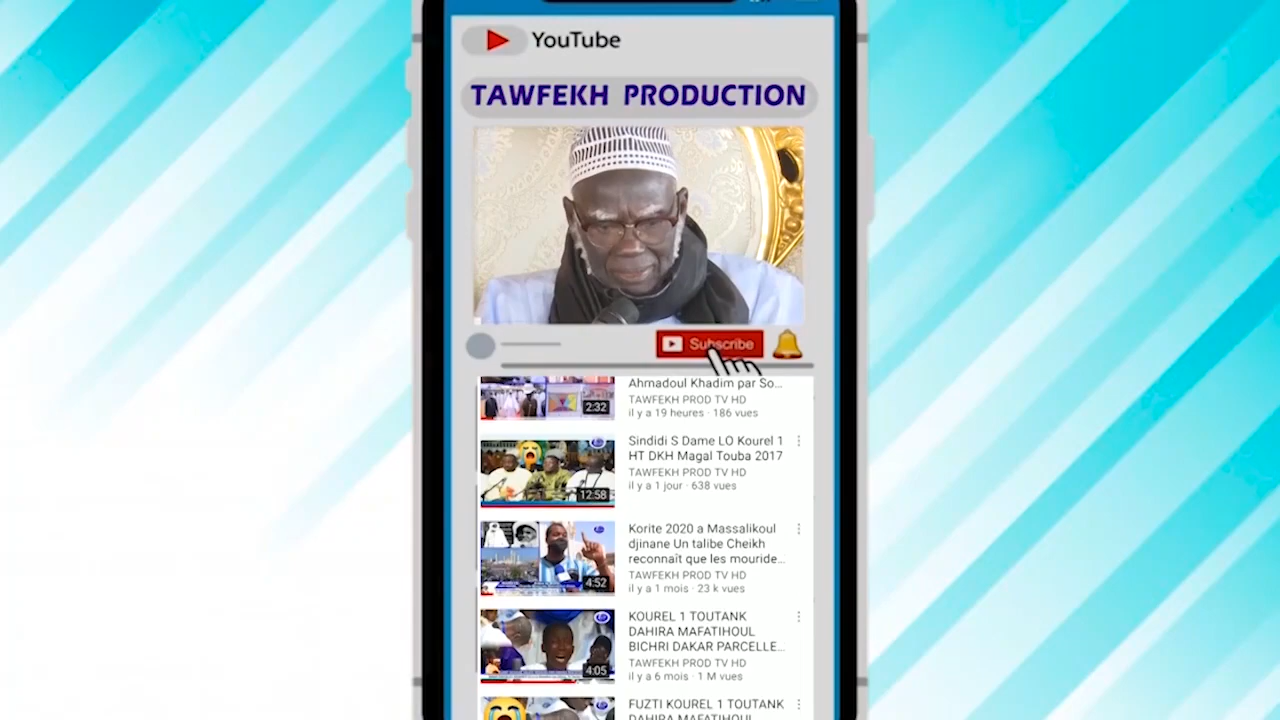 YouTube
TAWFEKH PRODUCTION
Subscribe
Ahmadoul Khadim par So...
TAWFEKH PROD TV HD
il y a 19 heures · 186 vues
2:32
Sindidi S Dame LO Kourel 1
HT DKH Magal Touba 2017
TAWFEKH PROD TV HD
il y a 1 jour · 638 vues
12:58
Korite 2020 a Massalikoul
djinane Un talibe Cheikh
reconnaît que les mouride...
TAWFEKH PROD TV HD
il y a 1 mois · 23 k vues
4:52
KOUREL 1 TOUTANK
DAHIRA MAFATIHOUL
BICHRI DAKAR PARCELLE...
TAWFEKH PROD TV HD
il y a 6 mois · 1 M vues
4:05
FUZTI KOUREL 1 TOUTANK
DAHIRA MAFATIHOUL